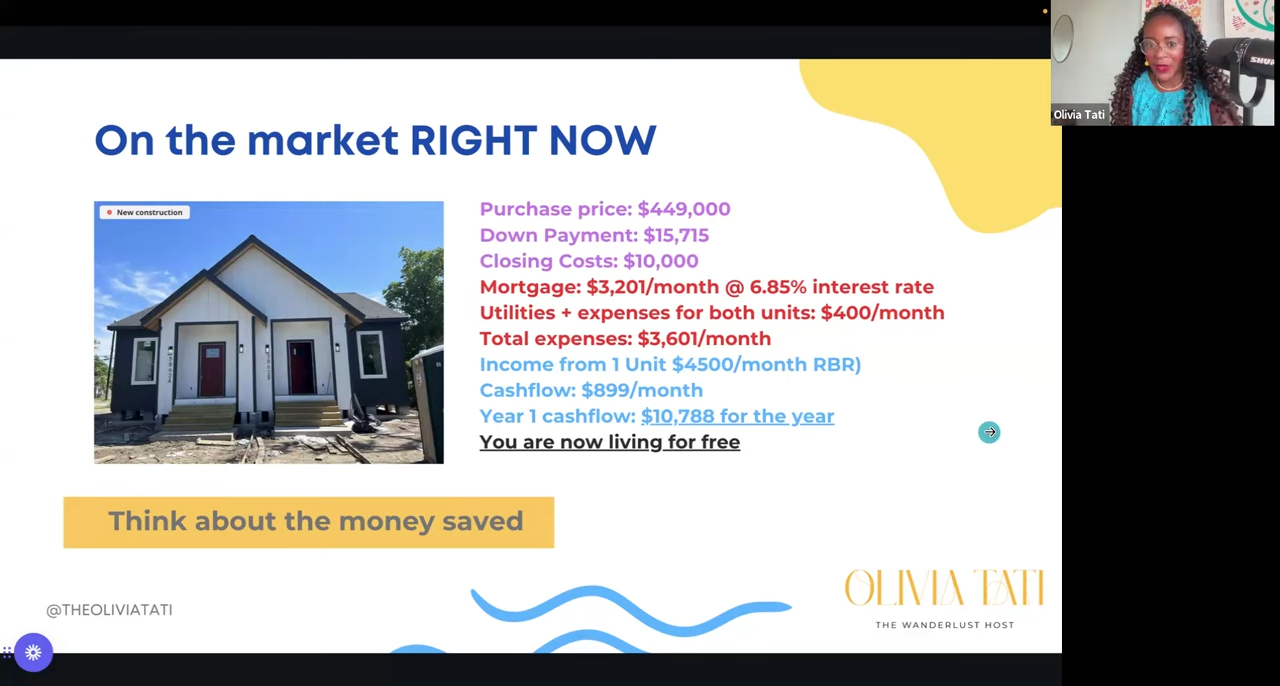 Olivia Tati
On the market RIGHT NOW
New construction
Purchase price: $449,000
Down Payment: $15,715
Closing Costs: $10,000
Mortgage: $3,201/month @ 6.85% interest rate
Utilities + expenses for both units: $400/month
Total expenses: $3,601/month
Income from 1 Unit $4500/month RBR)
Cashflow: $899/month
Year 1 cashflow: $10,788 for the year
You are now living for free
Think about the money saved
@THEOLIVIATATI
OLIVIA TATI
THE WANDERLUST HOST